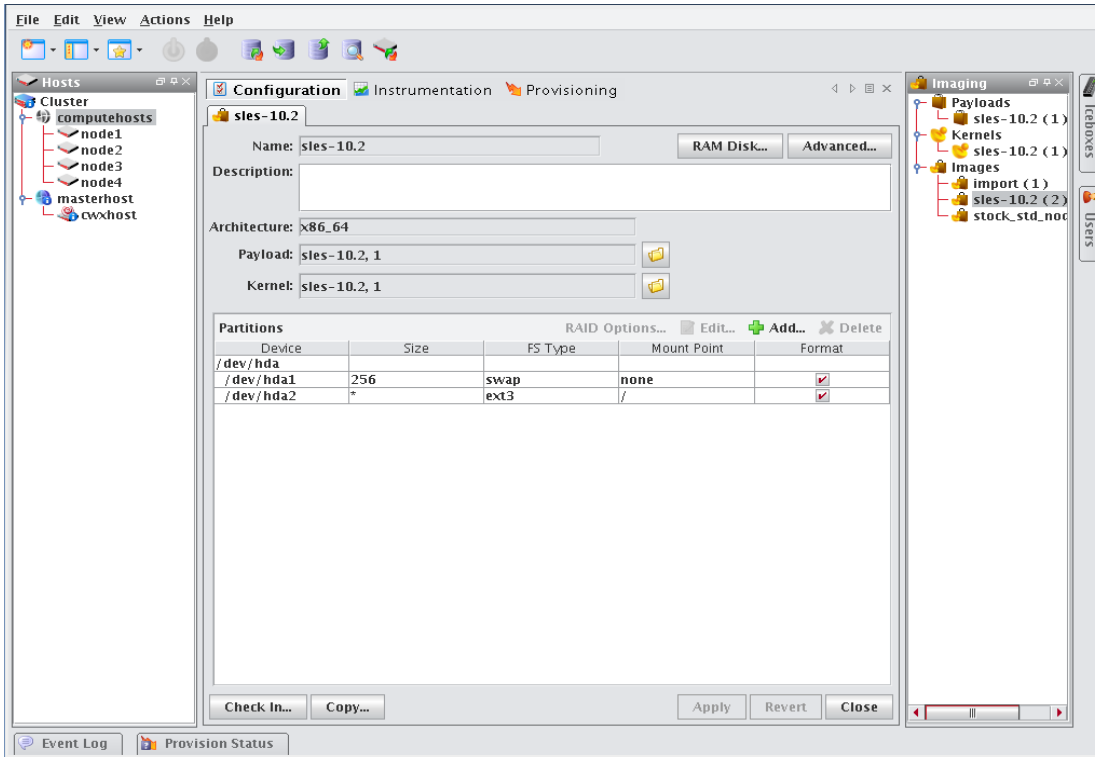 File Edit View Actions Help
Hosts
Cluster
computehosts
node1
node2
node3
node4
masterhost
cwxhost
Configuration Instrumentation Provisioning
sles-10.2
Name: sles-10.2 RAM Disk... Advanced...
Description:
Architecture: x86_64
Payload: sles-10.2, 1
Kernel: sles-10.2, 1
Partitions RAID Options... Edit... Add... Delete
Device Size FS Type Mount Point Format
/dev/hda
/dev/hda1 256 swap none
/dev/hda2 * ext3 /
Check In... Copy... Apply Revert Close
Imaging
Payloads
sles-10.2 (1)
Kernels
sles-10.2 (1)
Images
import (1)
sles-10.2 (2)
stock_std_noc
Iceboxes
Users
Event Log Provision Status